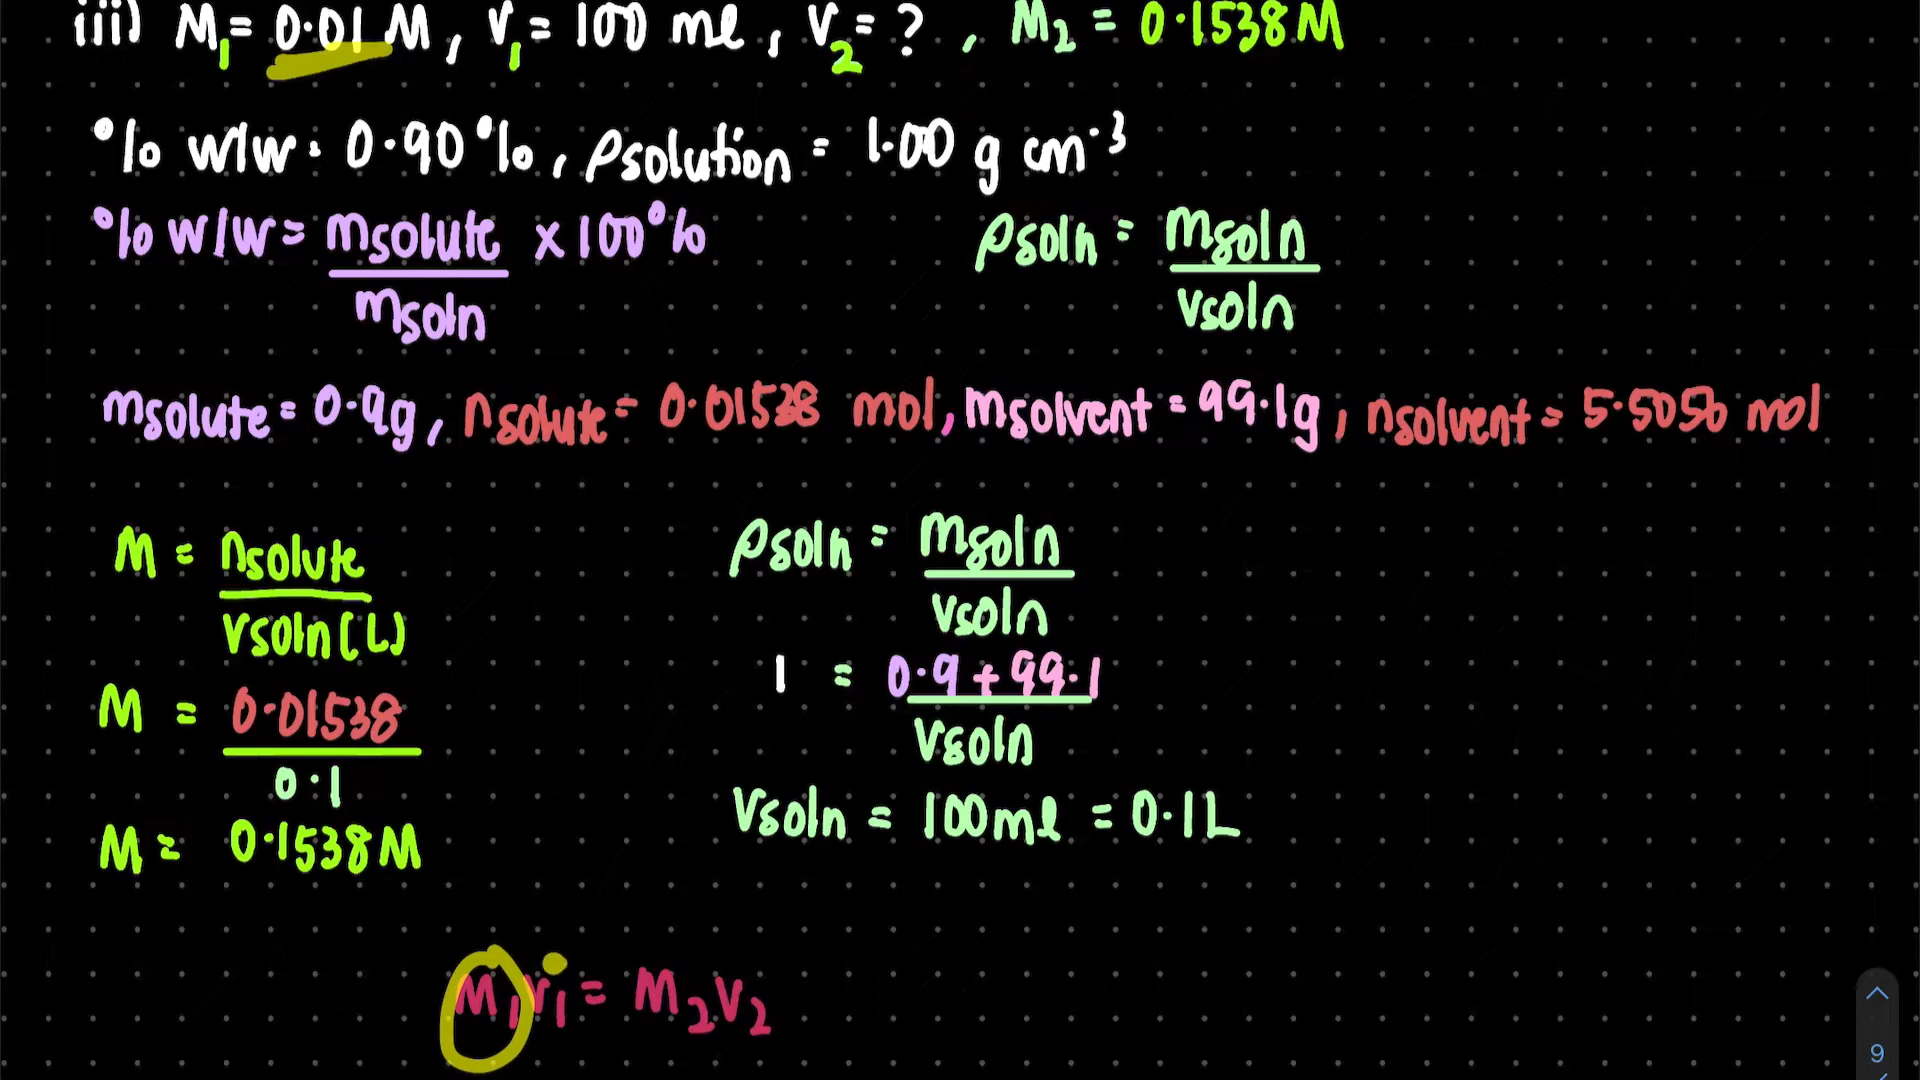 iii) M₁ = 0.01 M, V₁ = 100 ml, V₂ = ?, M₂ = 0.1538 M
% w/w = 0.90 %, ρsolution = 1.00 g cm⁻³
% w/w = msolute / msoln x 100%
ρsoln = msoln / Vsoln
msolute = 0.9g, nsolute = 0.01538 mol, msolvent = 99.1g, nsolvent = 5.5056 mol
M = nsolute / Vsoln (L)
M = 0.01538 / 0.1
M = 0.1538 M
ρsoln = msoln / Vsoln
1 = 0.9 + 99.1 / Vsoln
Vsoln = 100 ml = 0.1 L
M₁V₁ = M₂V₂
9